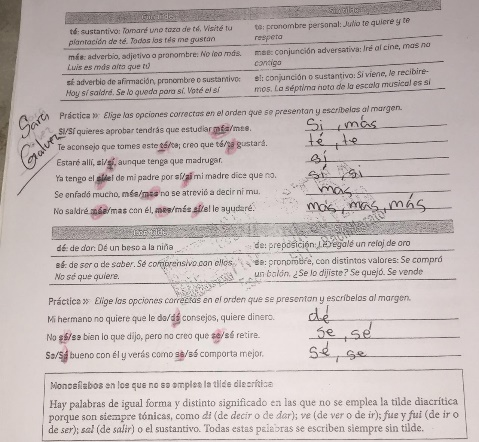 Con tilde
Sin tilde
té: sustantivo: Tomaré una taza de té. Visité tu
plantación de té. Todos los tés me gustan
te: pronombre personal: Julio te quiere y te
respeta
más: adverbio, adjetivo o pronombre: No lea más.
Luis es más alto que tú
mas: conjunción adversativa: Iré al cine, mas no
contigo
sí: adverbio de afirmación, pronombre o sustantivo:
Hoy sí saldré. Se lo queda para sí. Votó el sí
si: conjunción o sustantivo: Si viene, le recibire-
mos. La séptima nota de la escala musical es si
Sara
Práctica » Elige las opciones correctas en el orden que se presentan y escríbelas al margen.
Si/Sí quieres aprobar tendrás que estudiar más/mas. Si, más
Te aconsejo que tomes este té/te; creo que té/te gustará. té, te
Estaré allí, si/sí, aunque tenga que madrugar. sí
Ya tengo el si/sí de mi padre por si/sí mi madre dice que no. sí, si
Se enfadó mucho, más/mas no se atrevió a decir ni mu. mas
No saldré más/mas con él, mas/más si/sí le ayudaré. mas, mas, más
Con tilde
dé: de dar: Dé un beso a la niña
de: preposición: Le regalé un reloj de oro
sé: de ser o de saber. Sé comprensivo con ellos.
No sé que quiere.
se: pronombre, con distintos valores: Se compró
un balón. ¿Se lo dijiste? Se quejó. Se vende
Práctica » Elige las opciones correctas en el orden que se presentan y escríbelas al margen.
Mi hermano no quiere que le de/dé consejos, quiere dinero. dé
No sé/se bien lo que dijo, pero no creo que se/sé retire. se, sé
Se/Sé bueno con él y verás como se/sé comporta mejor. sé, se
Monosílabos en los que no se emplea la tilde diacrítica
Hay palabras de igual forma y distinto significado en las que no se emplea la tilde diacrítica
porque son siempre tónicas, como di (de decir o de dar); ve (de ver o de ir); fue y fui (de ir o
de ser); sal (de salir) o el sustantivo. Todas estas palabras se escriben siempre sin tilde.